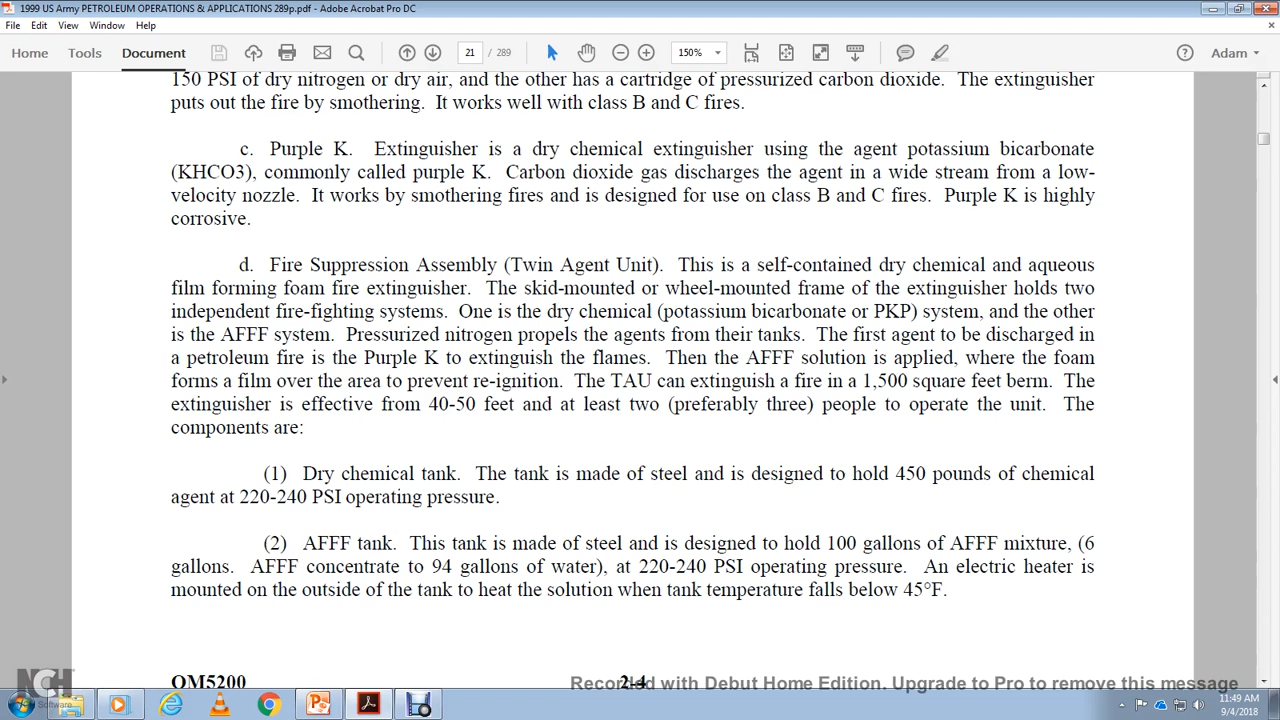 1999 US Army PETROLEUM OPERATIONS & APPLICATIONS 289p.pdf - Adobe Acrobat Pro DC
File Edit View Window Help
Home Tools Document 21 / 289 150% Adam
150 PSI of dry nitrogen or dry air, and the other has a cartridge of pressurized carbon dioxide. The extinguisher
puts out the fire by smothering. It works well with class B and C fires.
c. Purple K. Extinguisher is a dry chemical extinguisher using the agent potassium bicarbonate
(KHCO3), commonly called purple K. Carbon dioxide gas discharges the agent in a wide stream from a low-
velocity nozzle. It works by smothering fires and is designed for use on class B and C fires. Purple K is highly
corrosive.
d. Fire Suppression Assembly (Twin Agent Unit). This is a self-contained dry chemical and aqueous
film forming foam fire extinguisher. The skid-mounted or wheel-mounted frame of the extinguisher holds two
independent fire-fighting systems. One is the dry chemical (potassium bicarbonate or PKP) system, and the other
is the AFFF system. Pressurized nitrogen propels the agents from their tanks. The first agent to be discharged in
a petroleum fire is the Purple K to extinguish the flames. Then the AFFF solution is applied, where the foam
forms a film over the area to prevent re-ignition. The TAU can extinguish a fire in a 1,500 square feet berm. The
extinguisher is effective from 40-50 feet and at least two (preferably three) people to operate the unit. The
components are:
(1) Dry chemical tank. The tank is made of steel and is designed to hold 450 pounds of chemical
agent at 220-240 PSI operating pressure.
(2) AFFF tank. This tank is made of steel and is designed to hold 100 gallons of AFFF mixture, (6
gallons. AFFF concentrate to 94 gallons of water), at 220-240 PSI operating pressure. An electric heater is
mounted on the outside of the tank to heat the solution when tank temperature falls below 45°F.
QM5200 2-4
Recorded with Debut Home Edition. Upgrade to Pro to remove this message
NCH Software
11:49 AM
9/4/2018